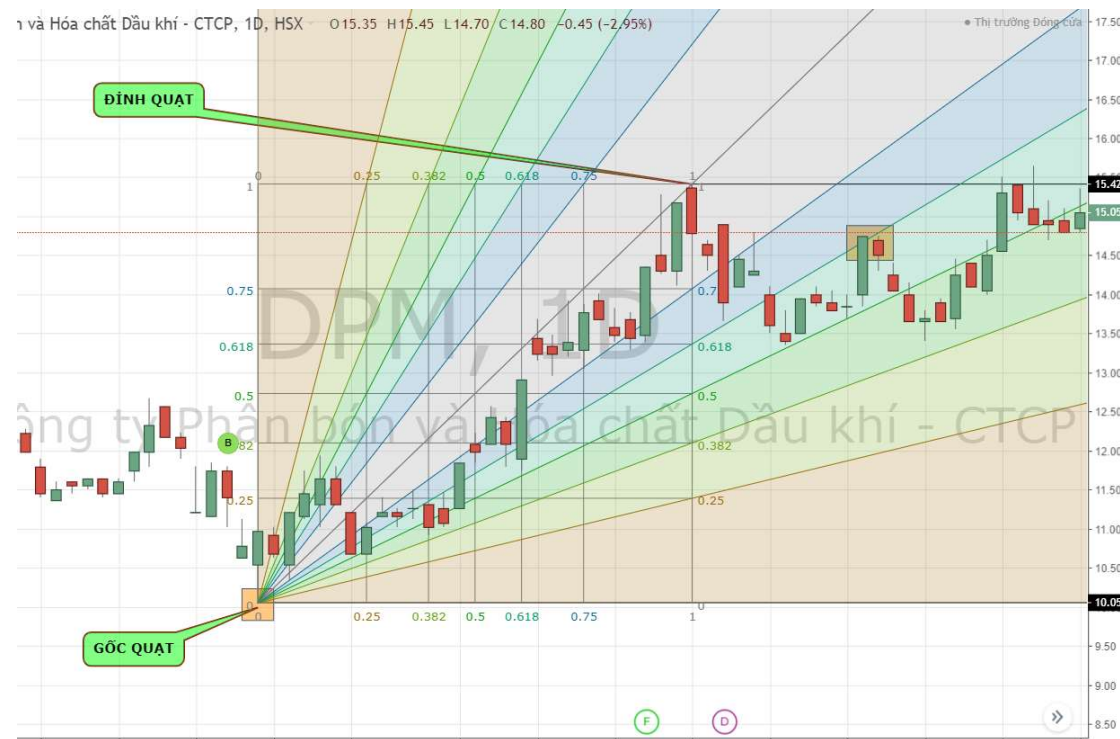 n và Hóa chất Dầu khí - CTCP, 1D, HSX O15.35 H15.45 L14.70 C14.80 −0.45 (−2.95%)
Thị trường Đóng cửa
17.50
17.00
ĐỈNH QUẠT
16.50
16.00
0 0.25 0.382 0.5 0.618 0.75 1
1 1
15.42
15.05
14.50
0.75 0.7
14.00
DPM, 1D
13.50
0.618 0.618
13.00
0.5 0.5
12.50
ông ty Phân bón và Hóa chất Dầu khí - CTCP
B 82 0.382
12.00
0.25 0.25
11.50
11.00
10.50
0 0
10.05
0 0.25 0.382 0.5 0.618 0.75 1
GỐC QUẠT
9.50
9.00
F D
8.50